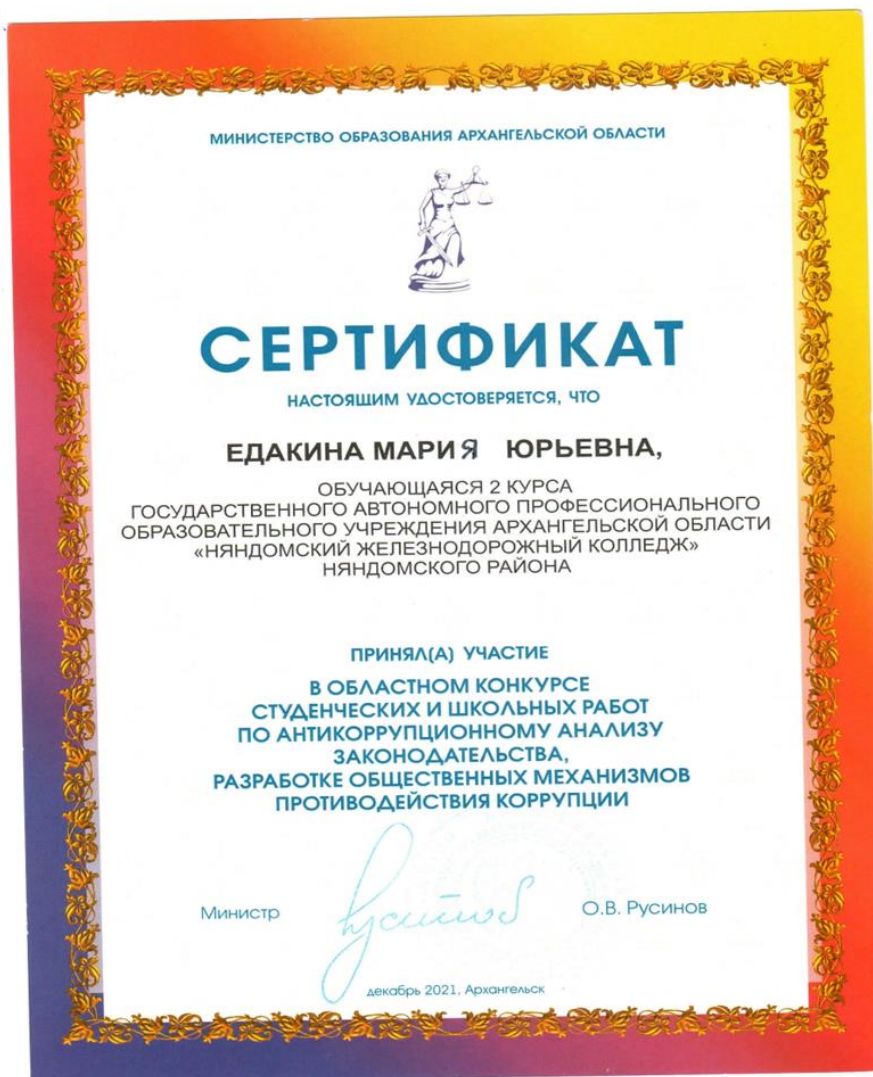 МИНИСТЕРСТВО ОБРАЗОВАНИЯ АРХАНГЕЛЬСКОЙ ОБЛАСТИ
СЕРТИФИКАТ
НАСТОЯЩИМ УДОСТОВЕРЯЕТСЯ, ЧТО
ЕДАКИНА МАРИЯ ЮРЬЕВНА,
ОБУЧАЮЩАЯСЯ 2 КУРСА
ГОСУДАРСТВЕННОГО АВТОНОМНОГО ПРОФЕССИОНАЛЬНОГО
ОБРАЗОВАТЕЛЬНОГО УЧРЕЖДЕНИЯ АРХАНГЕЛЬСКОЙ ОБЛАСТИ
«НЯНДОМСКИЙ ЖЕЛЕЗНОДОРОЖНЫЙ КОЛЛЕДЖ»
НЯНДОМСКОГО РАЙОНА
ПРИНЯЛ(А) УЧАСТИЕ
В ОБЛАСТНОМ КОНКУРСЕ
СТУДЕНЧЕСКИХ И ШКОЛЬНЫХ РАБОТ
ПО АНТИКОРРУПЦИОННОМУ АНАЛИЗУ
ЗАКОНОДАТЕЛЬСТВА,
РАЗРАБОТКЕ ОБЩЕСТВЕННЫХ МЕХАНИЗМОВ
ПРОТИВОДЕЙСТВИЯ КОРРУПЦИИ
Министр О.В. Русинов
декабрь 2021, Архангельск